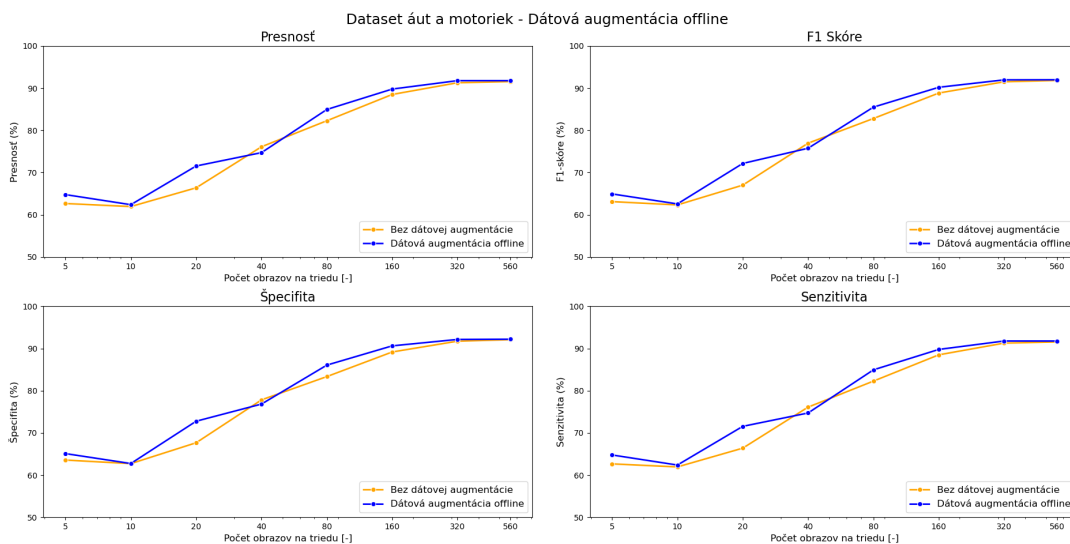 Dataset áut a motoriek - Dátová augmentácia offline
Presnosť
100
90
80
70
60
50
Presnosť (%)
5 10 20 40 80 160 320 560
Počet obrazov na triedu [-]
Bez dátovej augmentácie
Dátová augmentácia offline
F1 Skóre
100
90
80
70
60
50
F1-skóre (%)
5 10 20 40 80 160 320 560
Počet obrazov na triedu [-]
Bez dátovej augmentácie
Dátová augmentácia offline
Špecifita
100
90
80
70
60
50
Špecifita (%)
5 10 20 40 80 160 320 560
Počet obrazov na triedu [-]
Bez dátovej augmentácie
Dátová augmentácia offline
Senzitivita
100
90
80
70
60
50
Senzitivita (%)
5 10 20 40 80 160 320 560
Počet obrazov na triedu [-]
Bez dátovej augmentácie
Dátová augmentácia offline